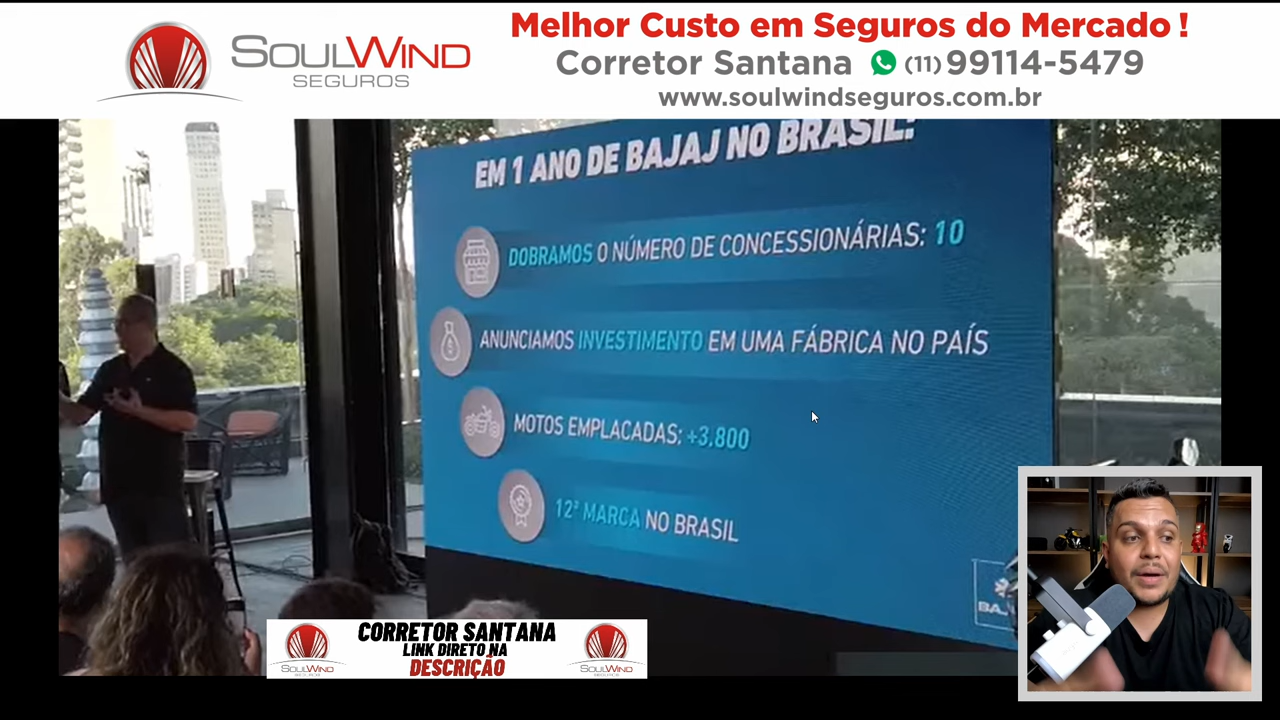 SOULWIND
SEGUROS
Melhor Custo em Seguros do Mercado !
Corretor Santana (11) 99114-5479
www.soulwindseguros.com.br
EM 1 ANO DE BAJAJ NO BRASIL:
DOBRAMOS O NÚMERO DE CONCESSIONÁRIAS: 10
ANUNCIAMOS INVESTIMENTO EM UMA FÁBRICA NO PAÍS
MOTOS EMPLACADAS: +3.800
12ª MARCA NO BRASIL
CORRETOR SANTANA
LINK DIRETO NA
DESCRIÇÃO
SOULWIND
SOULWIND